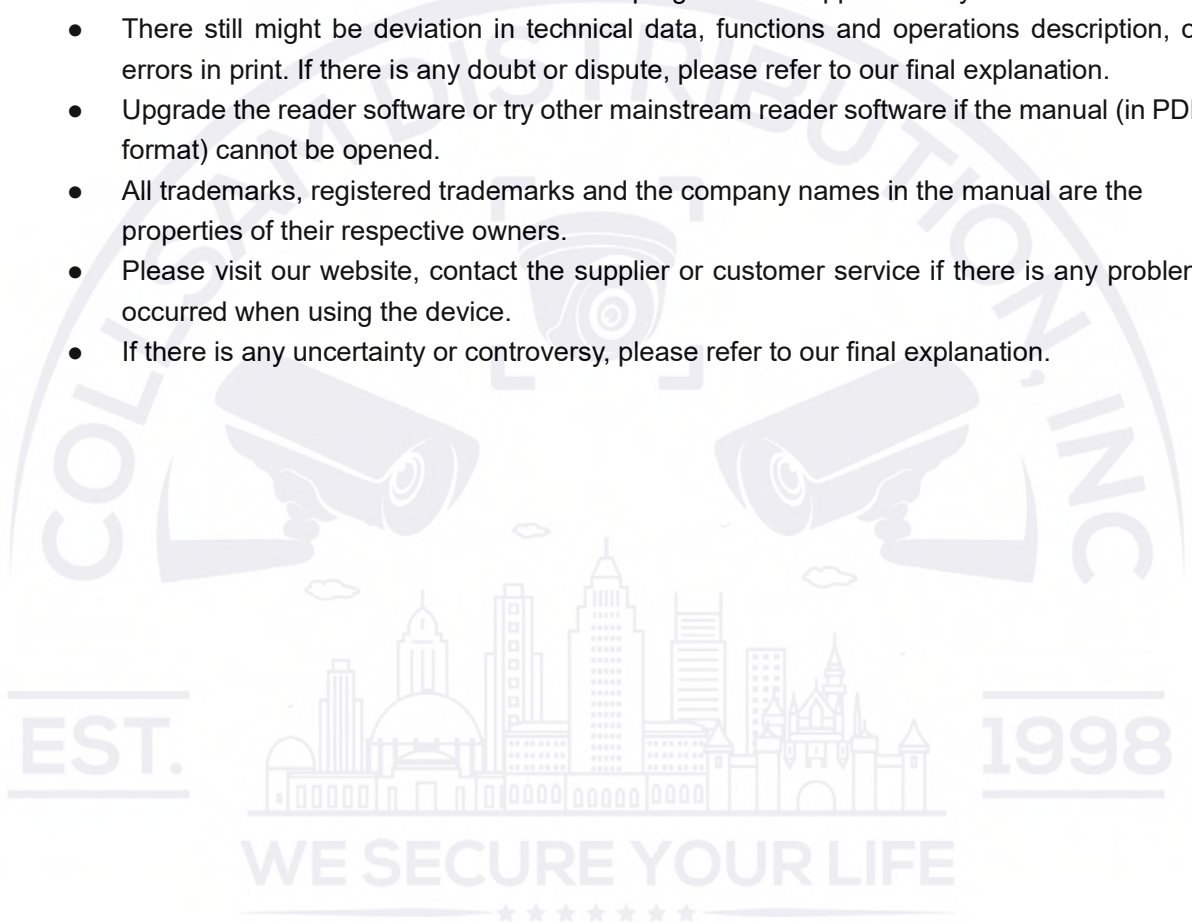 ● There still might be deviation in technical data, functions and operations description, o
errors in print. If there is any doubt or dispute, please refer to our final explanation.
● Upgrade the reader software or try other mainstream reader software if the manual (in PD
format) cannot be opened.
● All trademarks, registered trademarks and the company names in the manual are the
properties of their respective owners.
● Please visit our website, contact the supplier or customer service if there is any problem
occurred when using the device.
● If there is any uncertainty or controversy, please refer to our final explanation.
COLISAM DISTRIBUTION, INC
EST.
1998
WE SECURE YOUR LIFE